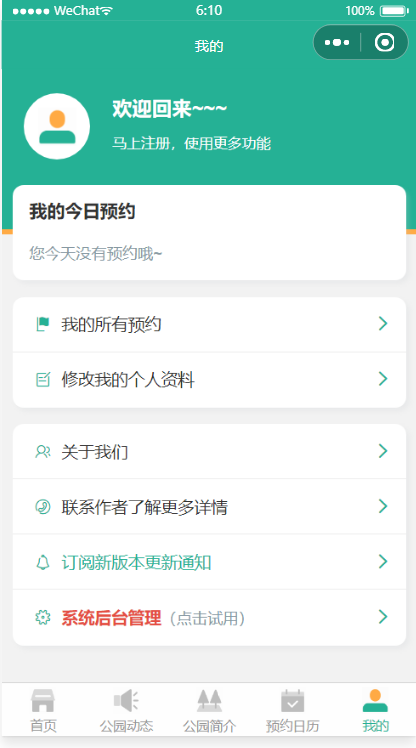 WeChat 6:10 100%
我的
欢迎回来~~~
马上注册，使用更多功能
我的今日预约
您今天没有预约哦~
我的所有预约
修改我的个人资料
关于我们
联系作者了解更多详情
订阅新版本更新通知
系统后台管理（点击试用）
首页 公园动态 公园简介 预约日历 我的